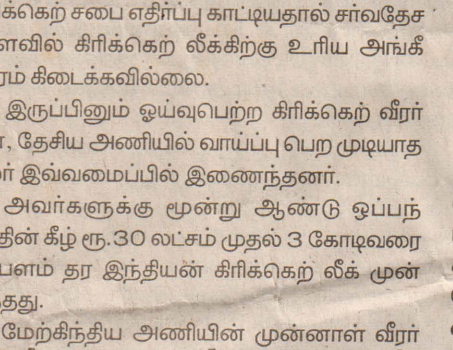 க்கெற் சபை எதிர்ப்பு காட்டியதால் சர்வதேச
ளவில் கிரிக்கெற் லீக்கிற்கு உரிய அங்கீ
ரம் கிடைக்கவில்லை.
இருப்பினும் ஓய்வுபெற்ற கிரிக்கெற் வீரர்
, தேசிய அணியில் வாய்ப்பு பெற முடியாத
ர் இவ்வமைப்பில் இணைந்தனர்.
அவர்களுக்கு மூன்று ஆண்டு ஒப்பந்
தின் கீழ் ரூ.30 லட்சம் முதல் 3 கோடிவரை
பளம் தர இந்தியன் கிரிக்கெற் லீக் முன்
தது.
மேற்கிந்திய அணியின் முன்னாள் வீரர்